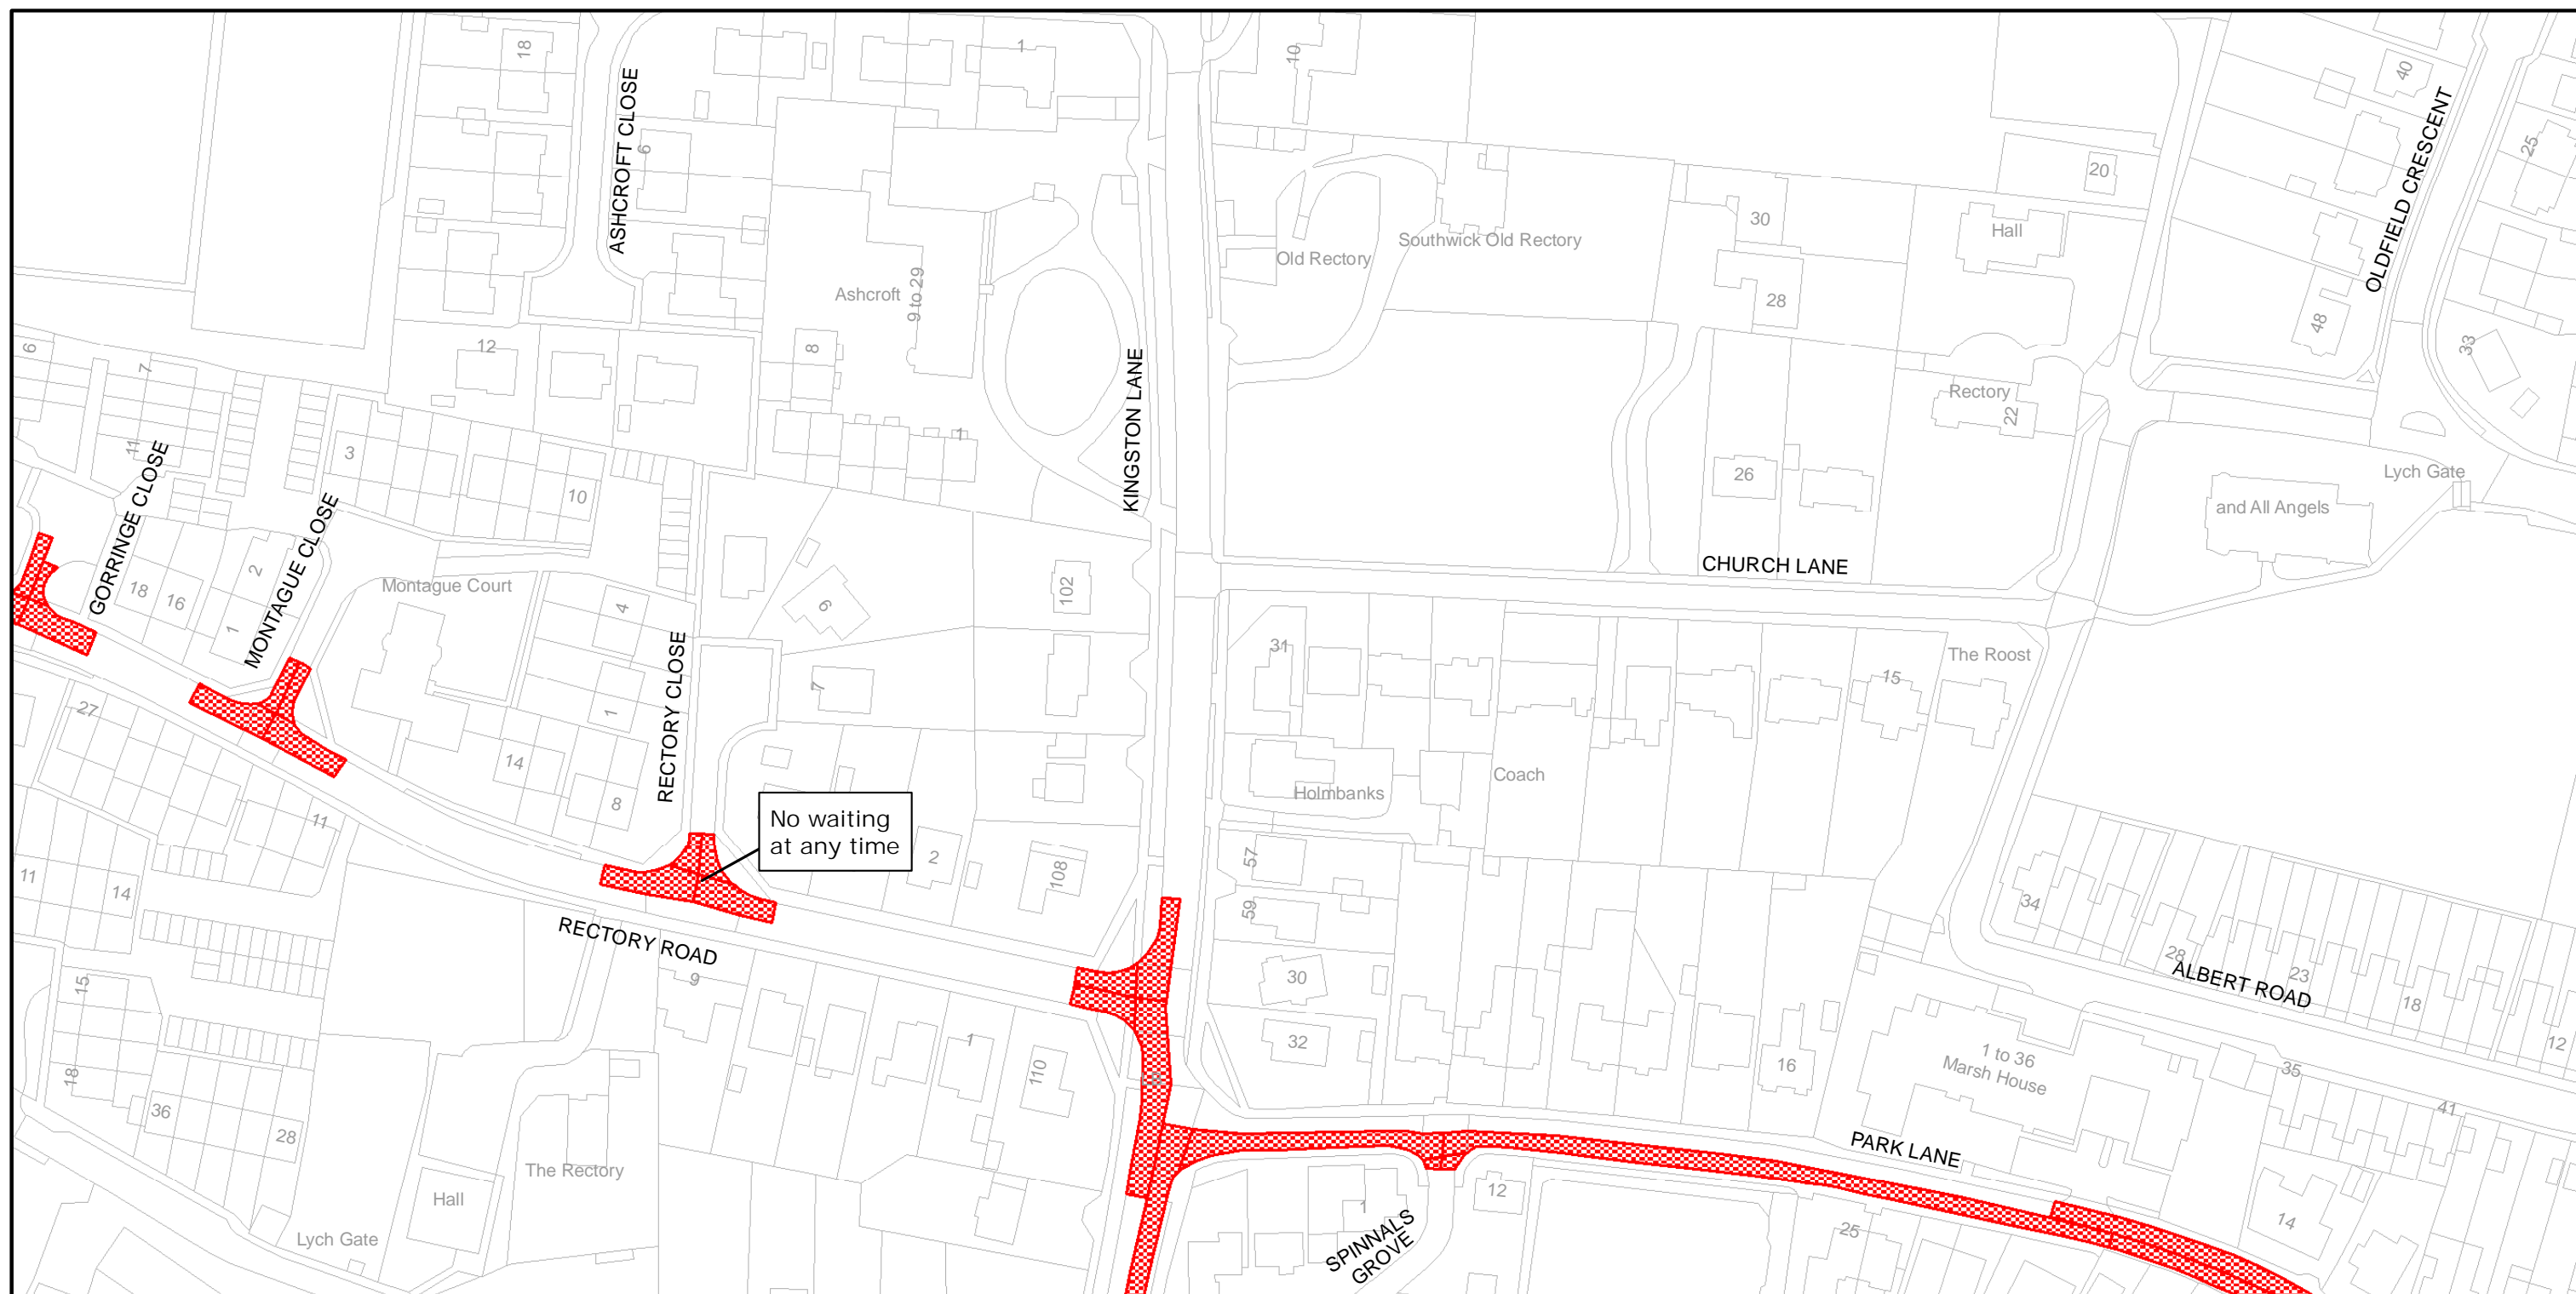 18
1
10
40
ASHCROFT CLOSE
6
OLDFIELD CRESCENT
25
20
30
Hall
Southwick Old Rectory
Old Rectory
Ashcroft
9 to 29
28
48
33
6
7
12
8
KINGSTON LANE
Rectory
22
11
GORRINGE CLOSE
3
10
1
26
Lych Gate
and All Angels
MONTAGUE CLOSE
2
18
16
1
Montague Court
4
6
102
CHURCH LANE
31
The Roost
15
RECTORY CLOSE
7
1
27
14
8
11
Holmbanks
Coach
No waiting
at any time
2
108
57
59
34
11
14
RECTORY ROAD
9
30
28
23
18
12
ALBERT ROAD
15
18
36
28
1
110
32
16
1 to 36
Marsh House
35
41
The Rectory
Hall
Lych Gate
PARK LANE
12
1
SPINNALS
GROVE
25
14